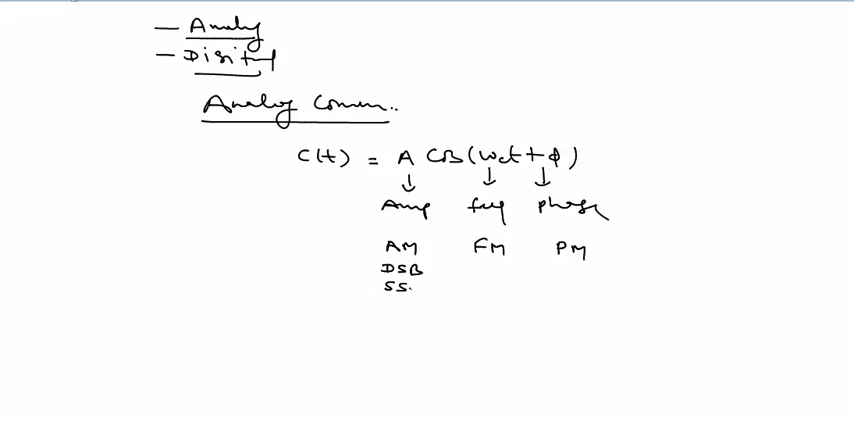 — Analog
— Digital
Analog Comm..
C(t) = A Cos(wct + φ)
↓ ↓ ↓
Amp freq phase
AM FM PM
DSB
SS.